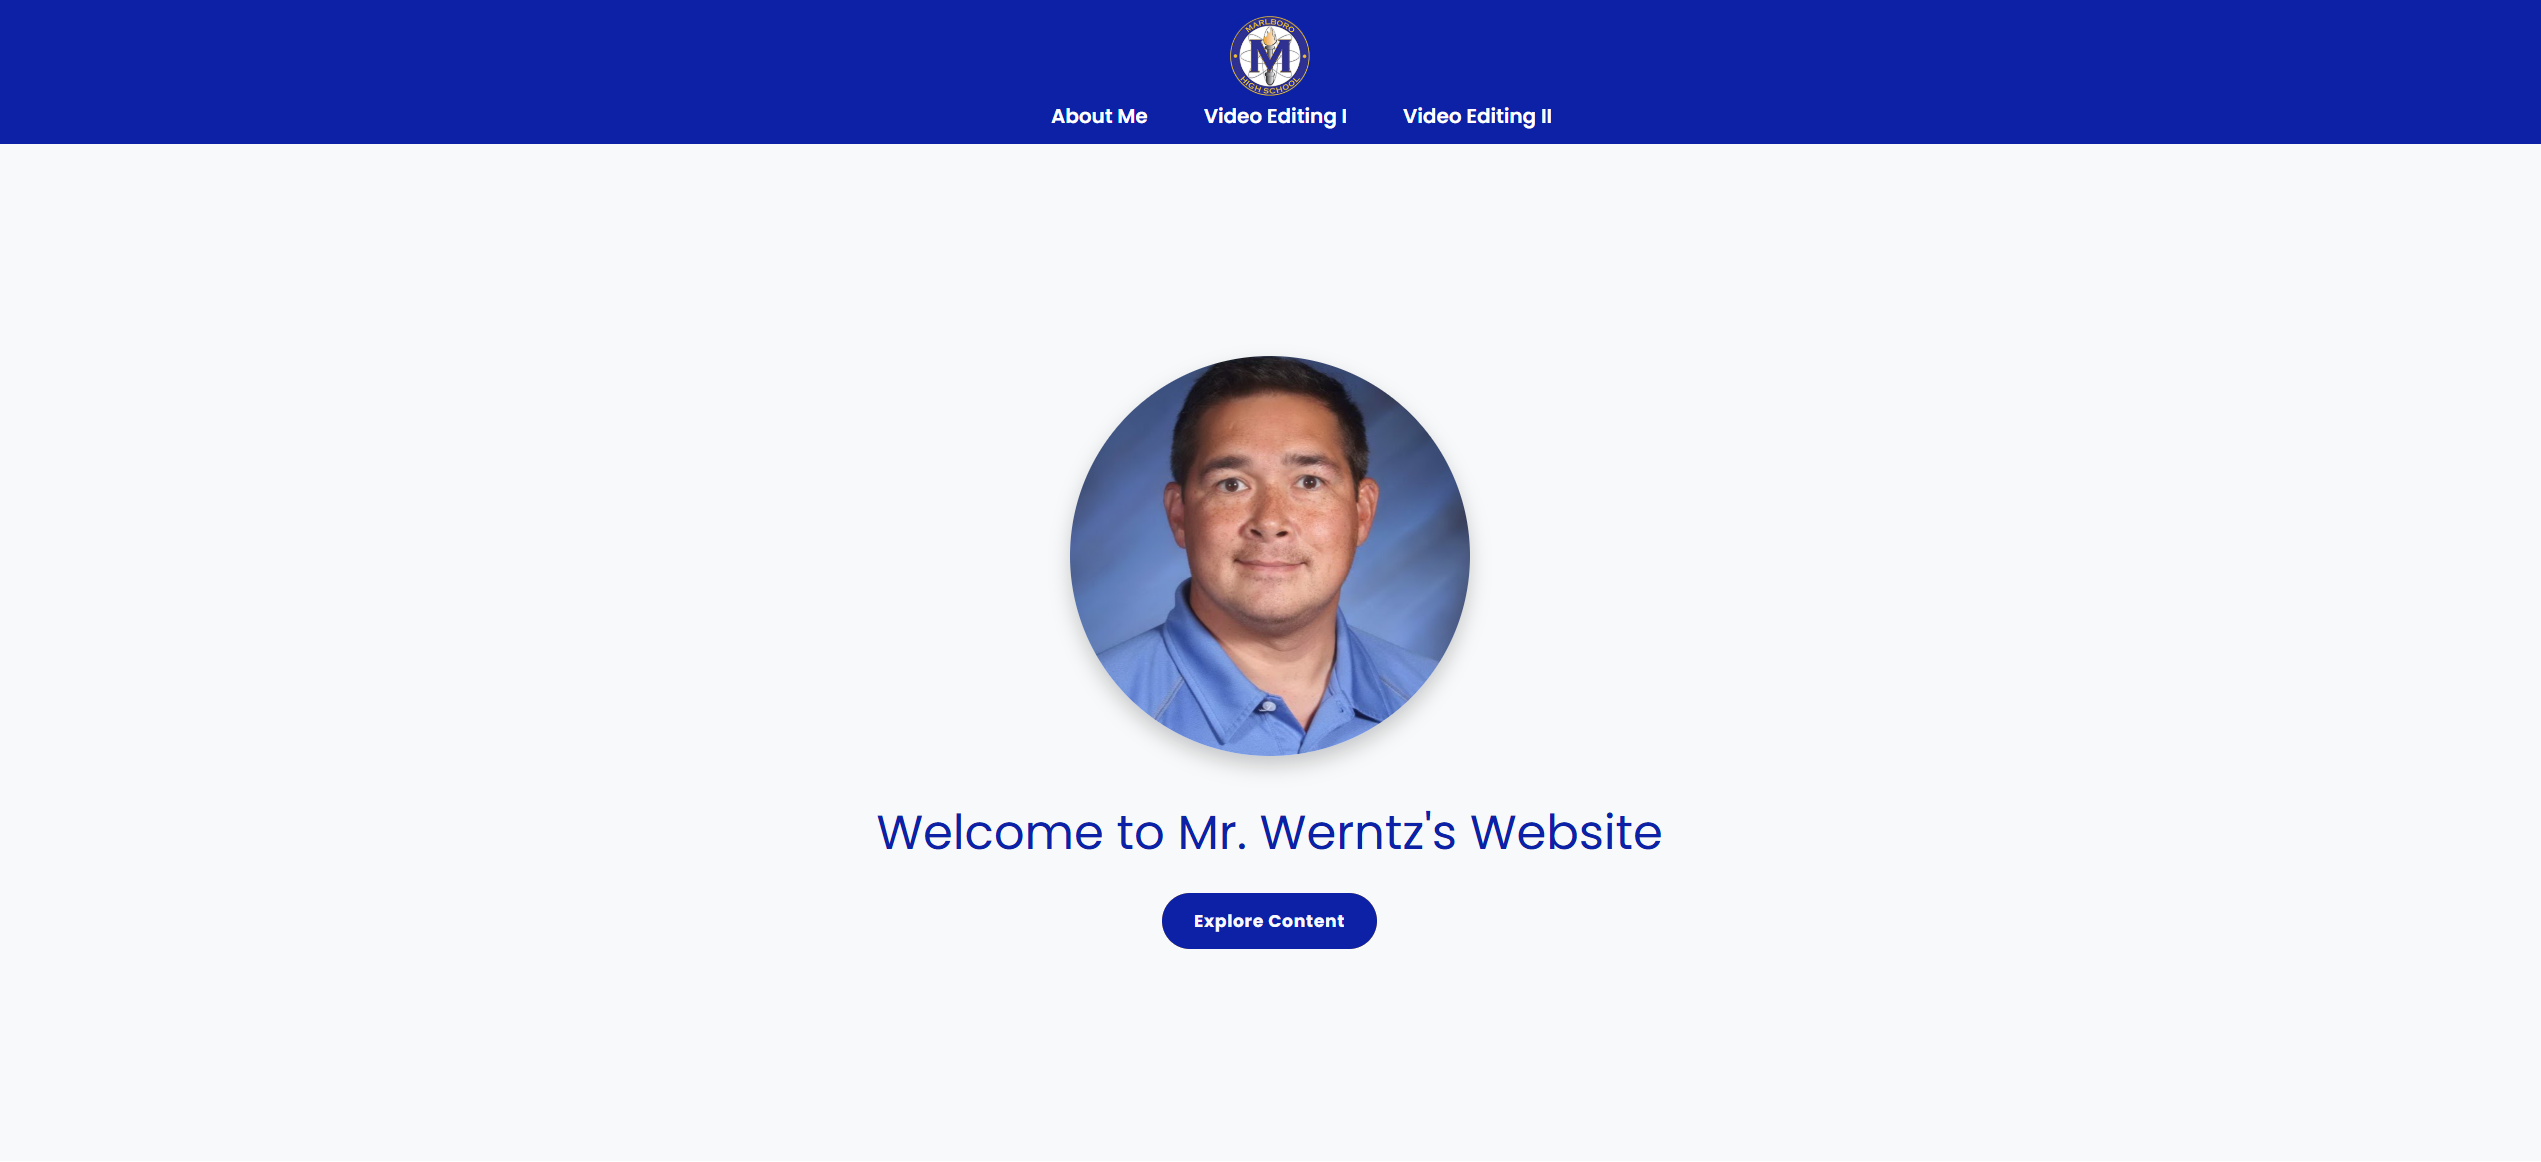 MARLBORO
M
HIGH SCHOOL
About Me Video Editing I Video Editing II
Welcome to Mr. Werntz's Website
Explore Content